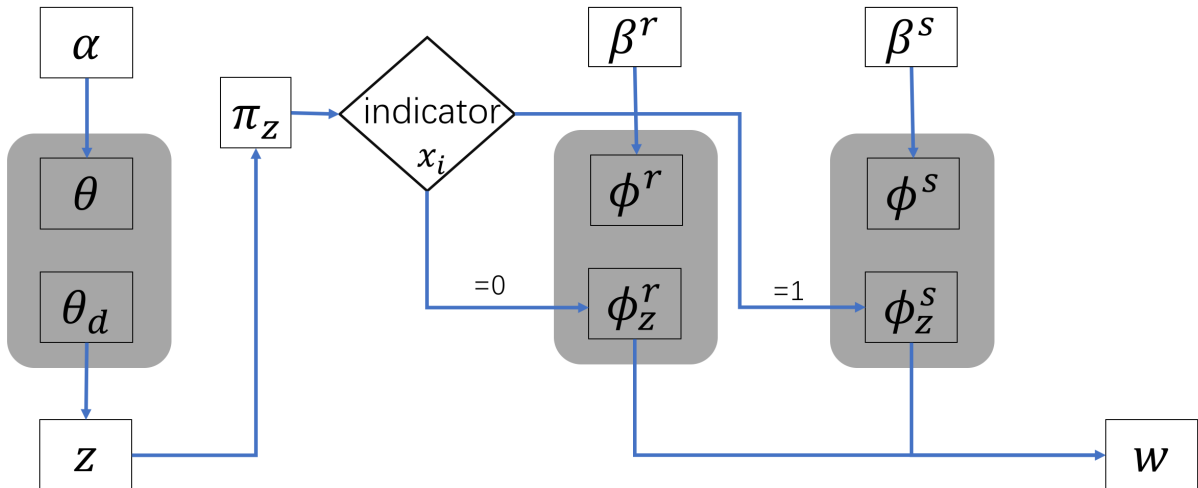 α
β^r
β^s
π_z
indicator
x_i
θ
ϕ^r
ϕ^s
θ_d
=0
ϕ_z^r
=1
ϕ_z^s
z
w